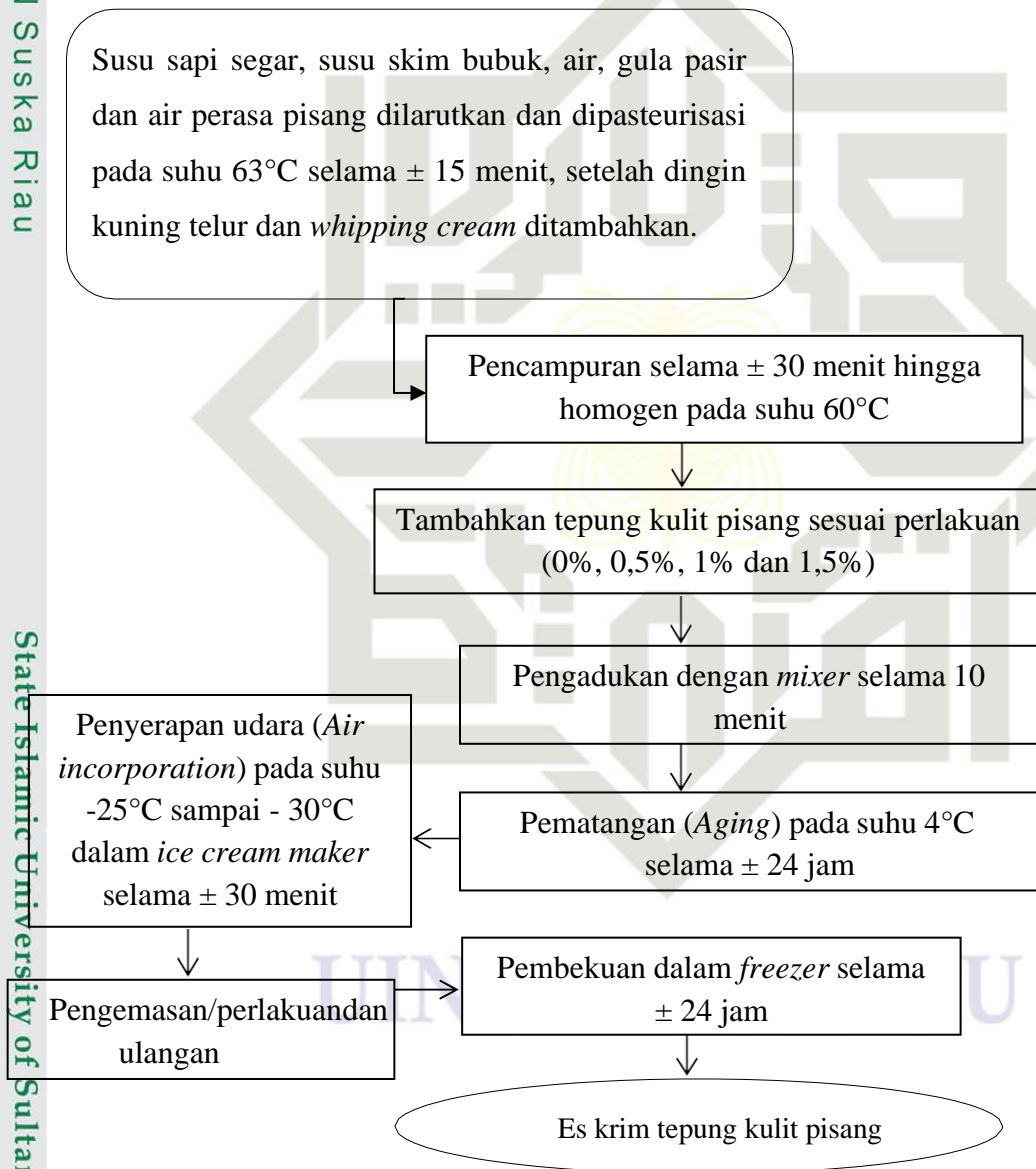 Suska Riau
State Islamic University of Sultan
Susu sapi segar, susu skim bubuk, air, gula pasir
dan air perasa pisang dilarutkan dan dipasteurisasi
pada suhu 63°C selama ± 15 menit, setelah dingin
kuning telur dan whipping cream ditambahkan.
Pencampuran selama ± 30 menit hingga
homogen pada suhu 60°C
Tambahkan tepung kulit pisang sesuai perlakuan
(0%, 0,5%, 1% dan 1,5%)
Pengadukan dengan mixer selama 10
menit
Pematangan (Aging) pada suhu 4°C
selama ± 24 jam
Penyerapan udara (Air
incorporation) pada suhu
-25°C sampai - 30°C
dalam ice cream maker
selama ± 30 menit
Pengemasan/perlakuandan
ulangan
Pembekuan dalam freezer selama
± 24 jam
UIN U
Es krim tepung kulit pisang